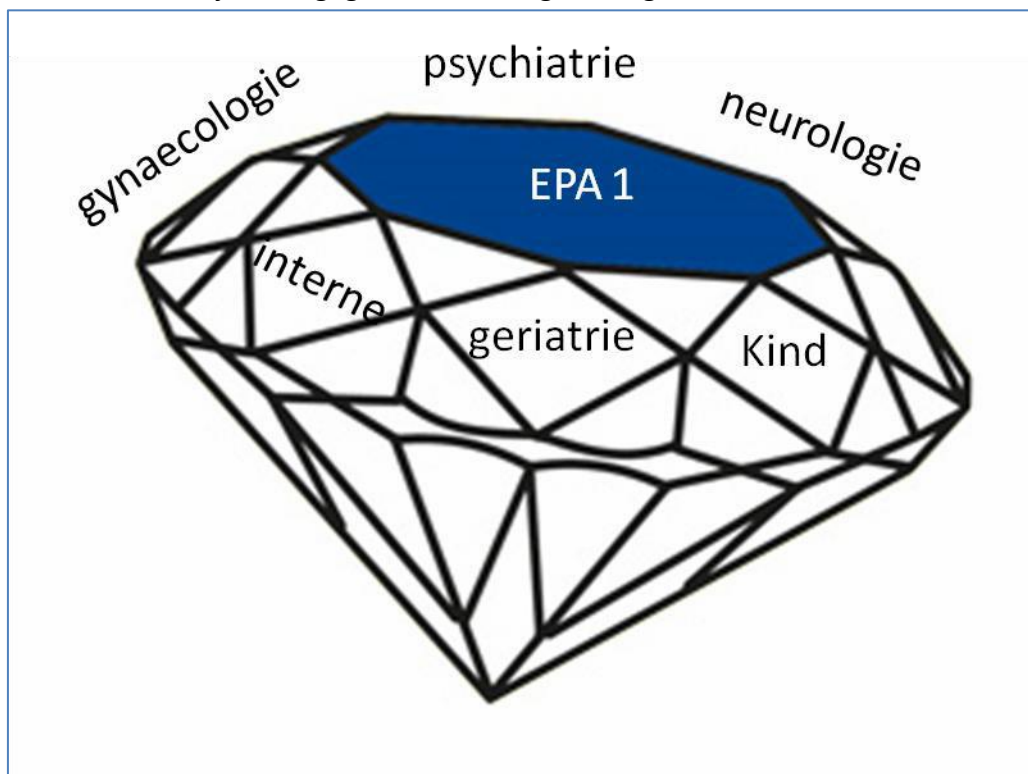 psychiatrie
gynaecologie
neurologie
EPA 1
interne
geriatrie
Kind